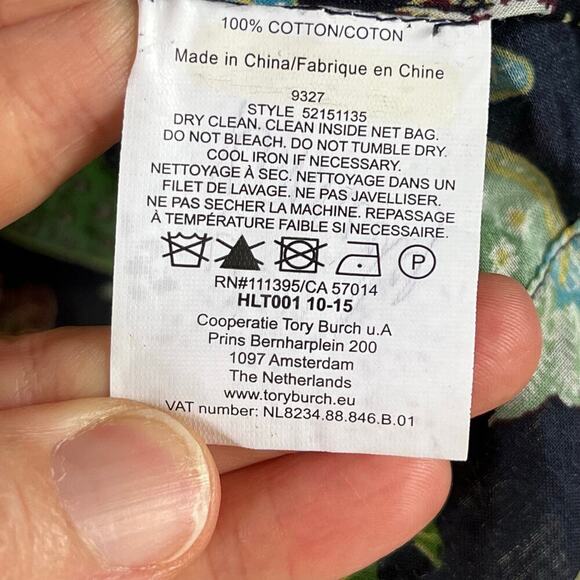 100% COTTON/COTON
Made in China/Fabrique en Chine
9327
STYLE 52151135
DRY CLEAN. CLEAN INSIDE NET BAG.
DO NOT BLEACH. DO NOT TUMBLE DRY.
COOL IRON IF NECESSARY.
NETTOYAGE À SEC. NETTOYAGE DANS UN
FILET DE LAVAGE. NE PAS JAVELLISER.
NE PAS SECHER LA MACHINE. REPASSAGE
À TEMPÉRATURE FAIBLE SI NECESSAIRE.
P
RN#111395/CA 57014
HLT001 10-15
Cooperatie Tory Burch u.A
Prins Bernharplein 200
1097 Amsterdam
The Netherlands
www.toryburch.eu
VAT number: NL8234.88.846.B.01